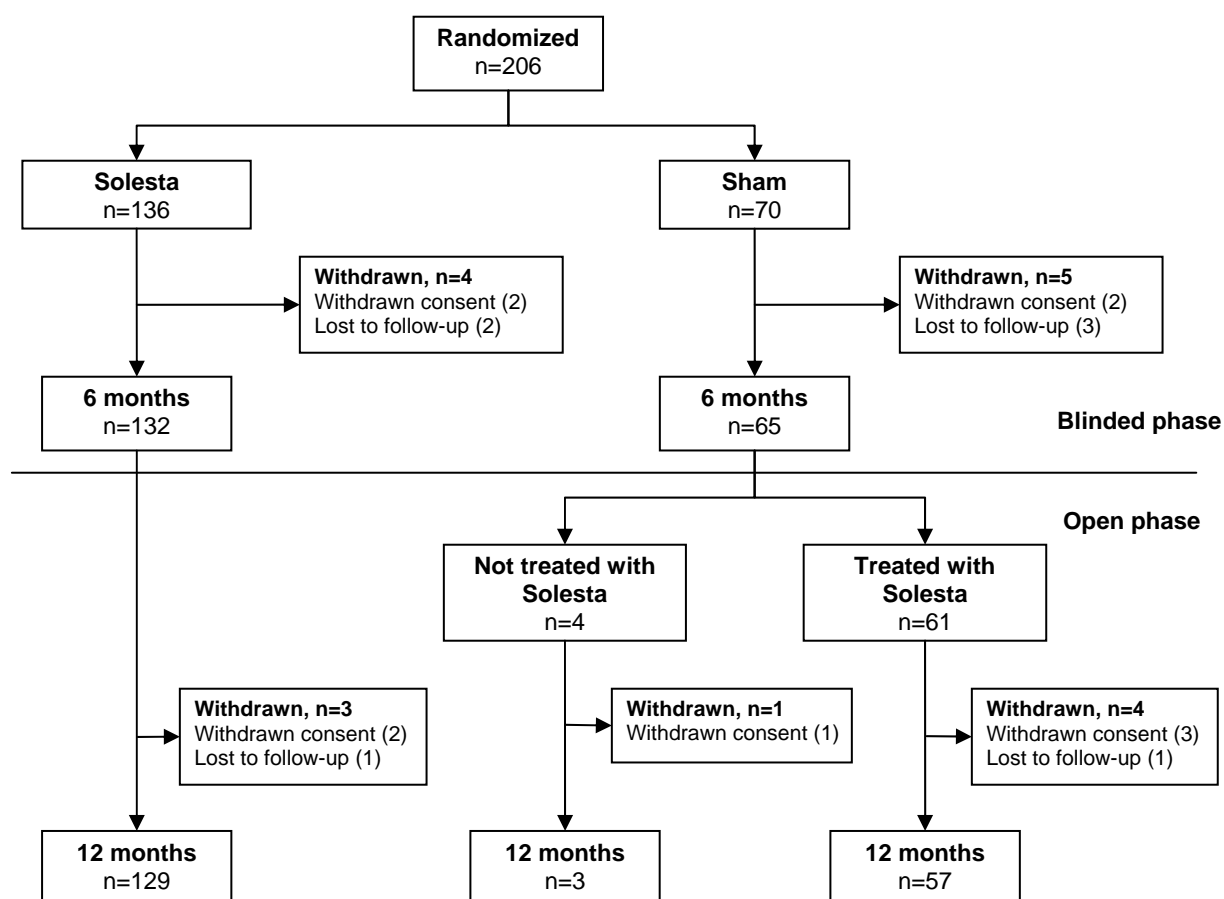 Randomized
n=206
Solesta
n=136
Sham
n=70
Withdrawn, n=4
Withdrawn consent (2)
Lost to follow-up (2)
Withdrawn, n=5
Withdrawn consent (2)
Lost to follow-up (3)
6 months
n=132
6 months
n=65
Blinded phase
Open phase
Not treated with
Solesta
n=4
Treated with
Solesta
n=61
Withdrawn, n=3
Withdrawn consent (2)
Lost to follow-up (1)
Withdrawn, n=1
Withdrawn consent (1)
Withdrawn, n=4
Withdrawn consent (3)
Lost to follow-up (1)
12 months
n=129
12 months
n=3
12 months
n=57